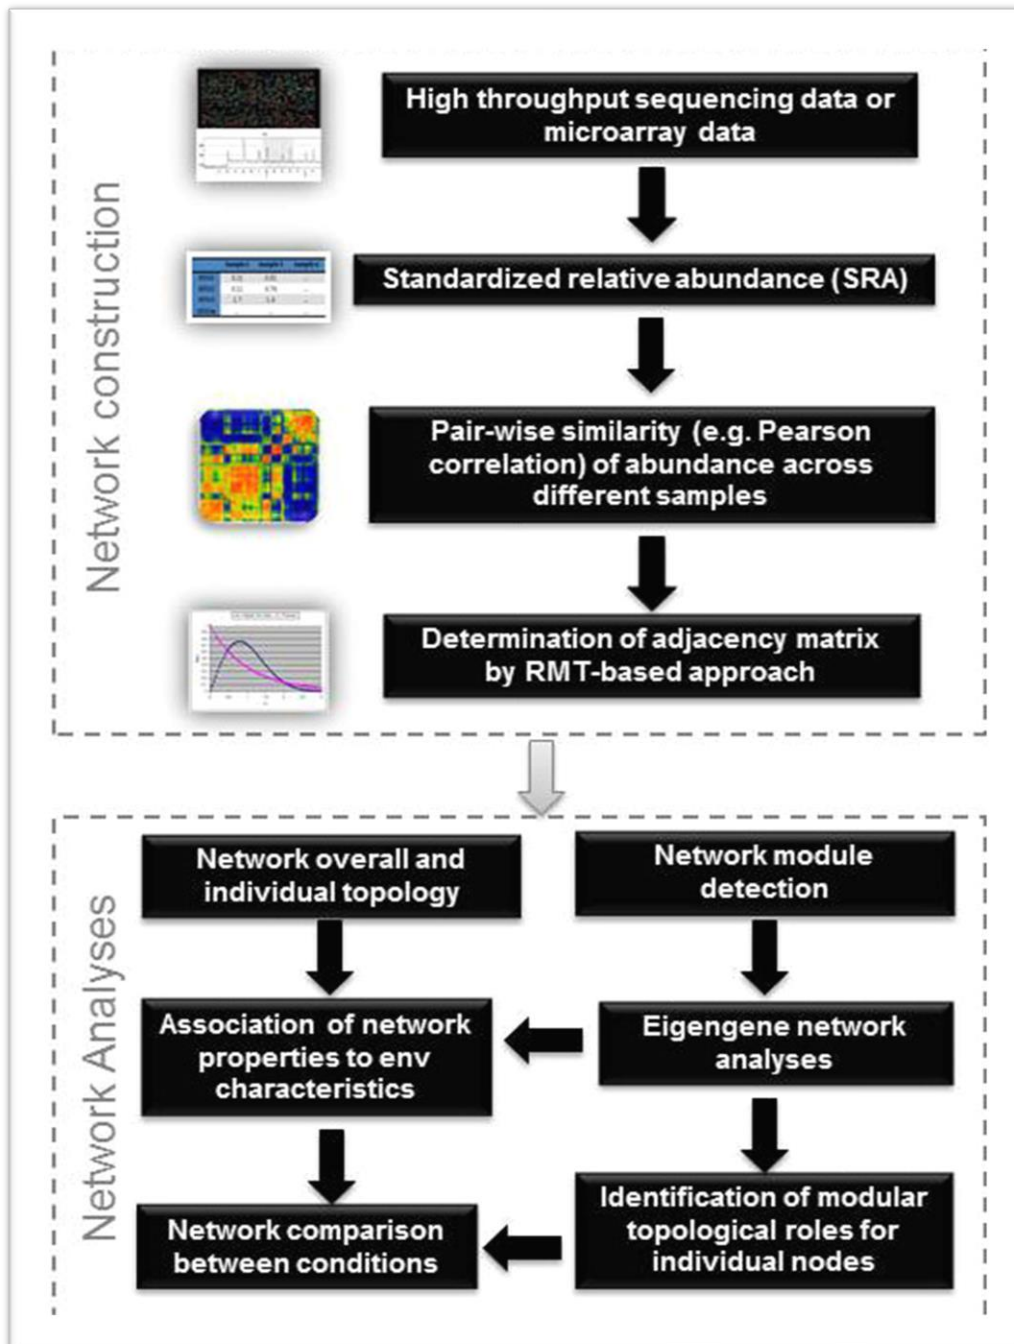 Network construction
High throughput sequencing data or
microarray data
Standardized relative abundance (SRA)
Pair-wise similarity (e.g. Pearson
correlation) of abundance across
different samples
Determination of adjacency matrix
by RMT-based approach
Network Analyses
Network overall and
individual topology
Network module
detection
Association of network
properties to env
characteristics
Eigengene network
analyses
Network comparison
between conditions
Identification of modular
topological roles for
individual nodes